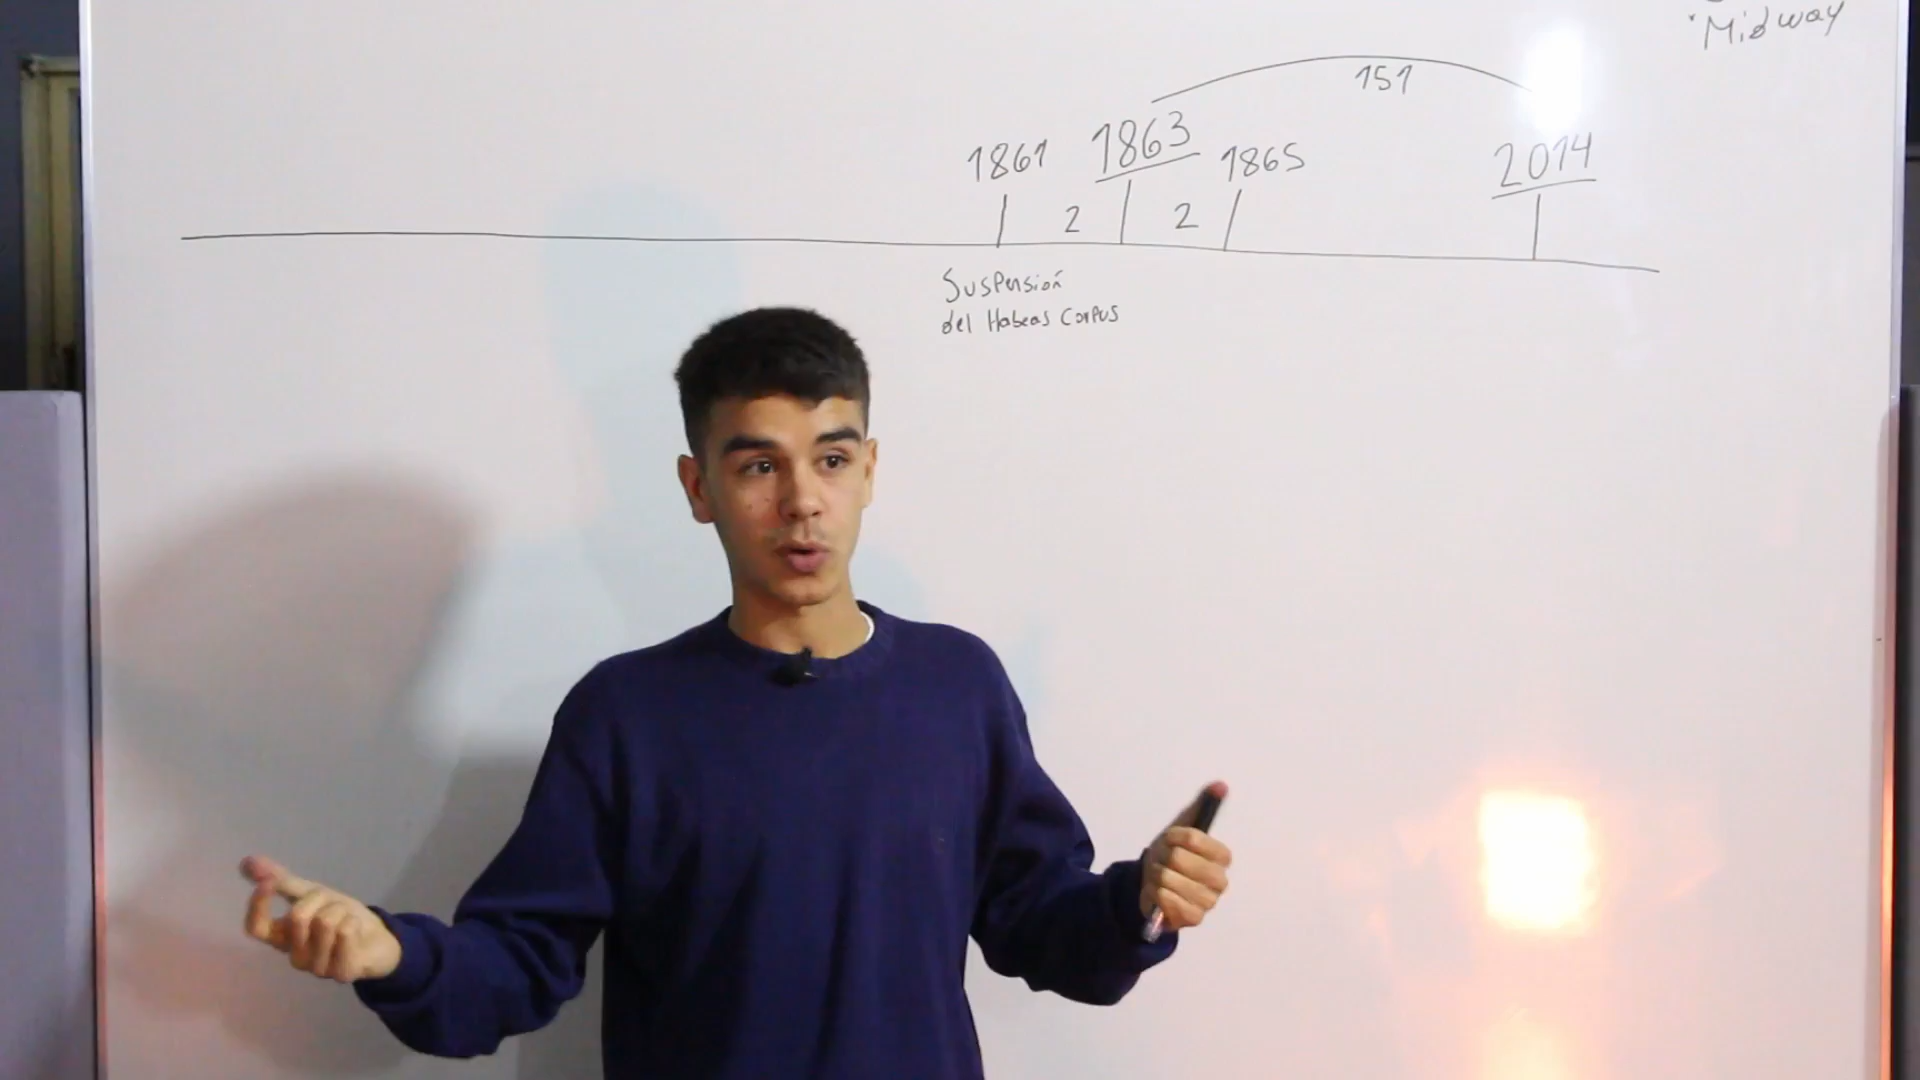 Midway
151
1861 1863 1865 2014
2 2
Suspensión
del Habeas Corpus